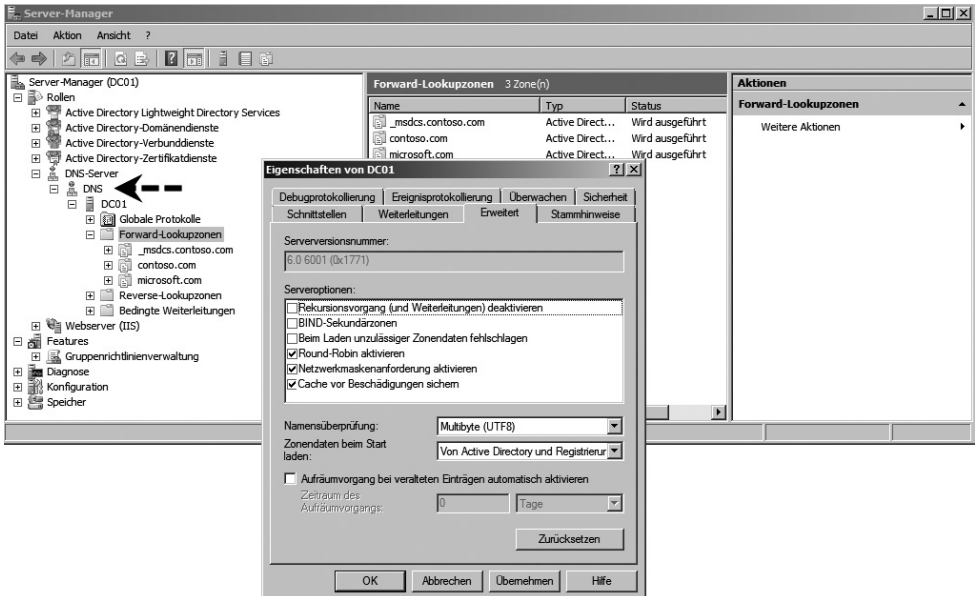 Server-Manager
Datei Aktion Ansicht ?
Server-Manager (DC01)
Rollen
Active Directory Lightweight Directory Services
Active Directory-Domänendienste
Active Directory-Verbunddienste
Active Directory-Zertifikatdienste
DNS-Server
DNS
DC01
Globale Protokolle
Forward-Lookupzonen
_msdcs.contoso.com
contoso.com
microsoft.com
Reverse-Lookupzonen
Bedingte Weiterleitungen
Webserver (IIS)
Features
Gruppenrichtlinienverwaltung
Diagnose
Konfiguration
Speicher
Forward-Lookupzonen 3 Zone(n)
Name Typ Status
_msdcs.contoso.com Active Direct... Wird ausgeführt
contoso.com Active Direct... Wird ausgeführt
microsoft.com Active Direct... Wird ausgeführt
Aktionen
Forward-Lookupzonen
Weitere Aktionen
Eigenschaften von DC01
Debugprotokollierung Ereignisprotokollierung Überwachen Sicherheit
Schnittstellen Weiterleitungen Erweitert Stammhinweise
Serverversionsnummer:
6.0 6001 (0x1771)
Serveroptionen:
Rekursionsvorgang (und Weiterleitungen) deaktivieren
BIND-Sekundärzonen
Beim Laden unzulässiger Zonendaten fehlschlagen
Round-Robin aktivieren
Netzwerkmaskenanforderung aktivieren
Cache vor Beschädigungen sichern
Namensüberprüfung: Multibyte (UTF8)
Zonendaten beim Start
laden: Von Active Directory und Registrierur
Aufräumvorgang bei veralteten Einträgen automatisch aktivieren
Zeitraum des
Aufräumvorgangs: 0 Tage
Zurücksetzen
OK Abbrechen Übernehmen Hilfe